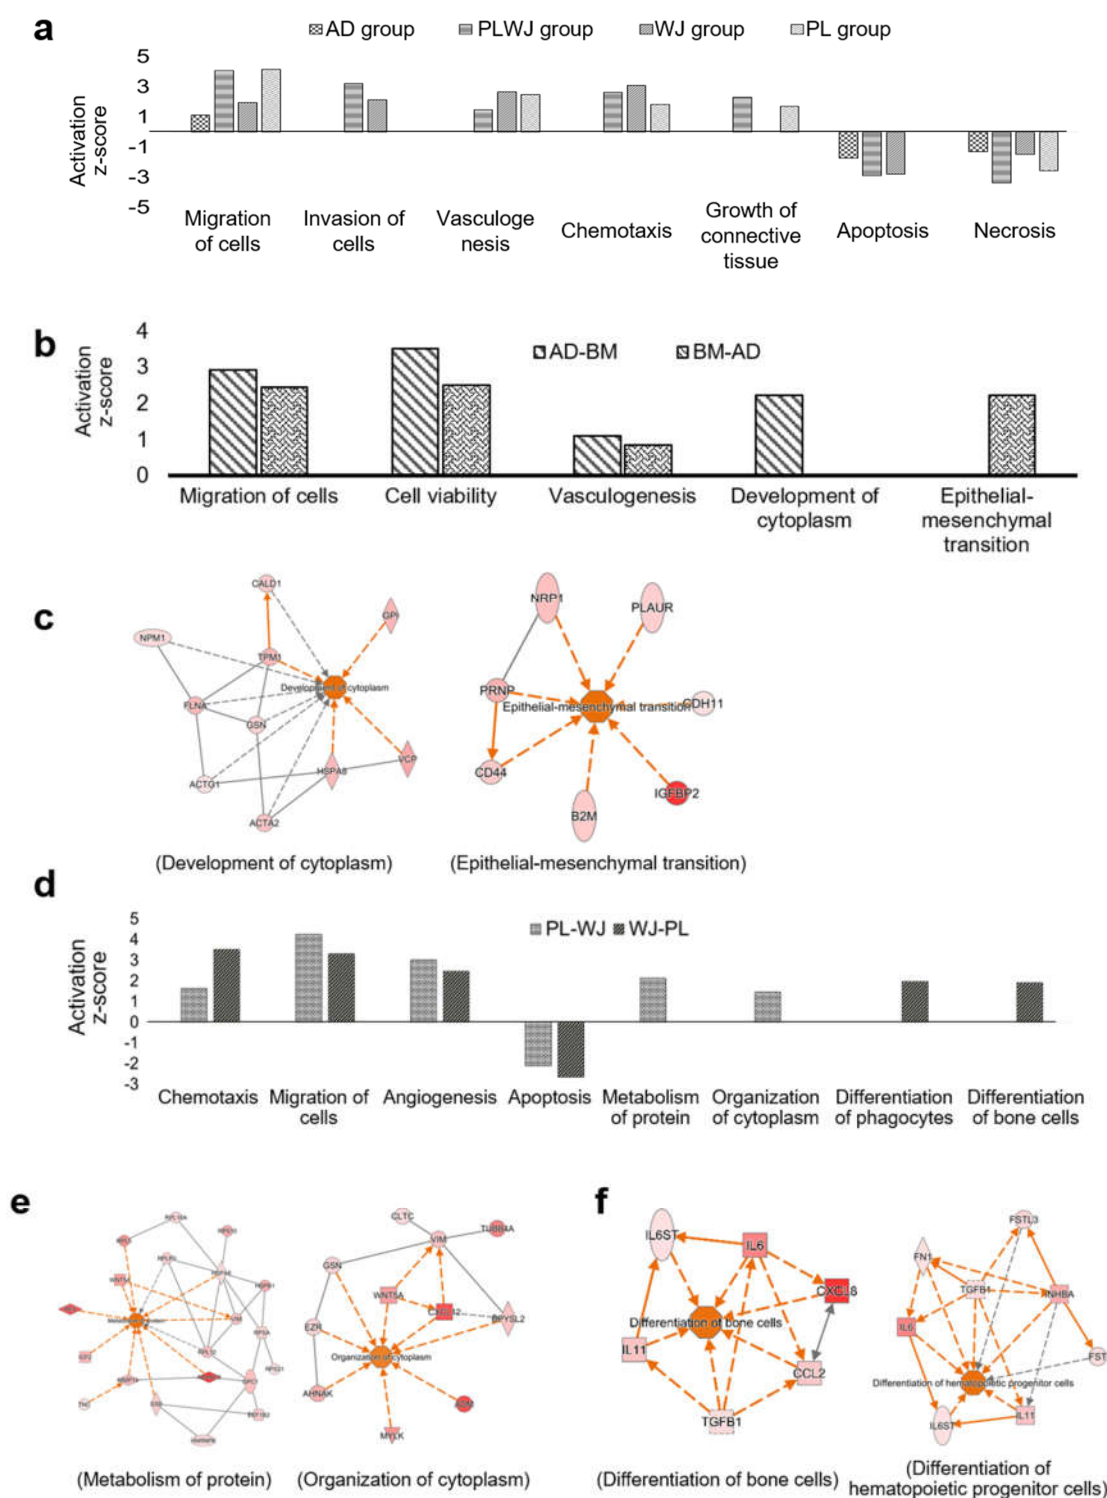 a
AD group PLWJ group WJ group PL group
Activation
z-score
5
3
1
-1
-3
-5
Migration
of cells
Invasion of
cells
Vasculoge
nesis
Chemotaxis
Growth of
connective
tissue
Apoptosis
Necrosis
b
Activation
z-score
4
3
2
1
0
AD-BM BM-AD
Migration of cells
Cell viability
Vasculogenesis
Development of
cytoplasm
Epithelial-
mesenchymal
transition
c
CALD1
GPI
NPM1
TPM1
Development of cytoplasm
FLNA
GSN
ACTG1
HSPA8
VCP
ACTA2
(Development of cytoplasm)
NRP1
PLAUR
PRNP
Epithelial-mesenchymal transition
CDH11
CD44
IGFBP2
B2M
(Epithelial-mesenchymal transition)
d
Activation
z-score
5
4
3
2
1
0
-1
-2
-3
PL-WJ WJ-PL
Chemotaxis
Migration of
cells
Angiogenesis
Apoptosis
Metabolism
of protein
Organization
of cytoplasm
Differentiation
of phagocytes
Differentiation
of bone cells
e
WNT5A
VIM
(Metabolism of protein)
CLTC
TUBB4A
VIM
GSN
WNT5A
CXCL12
DPYSL2
EZR
Organization of cytoplasm
AHNAK
MYLK
(Organization of cytoplasm)
f
IL6ST
IL6
CXCL8
Differentiation of bone cells
IL11
CCL2
TGFB1
(Differentiation of bone cells)
FSTL3
FN1
TGFB1
INHBA
IL6
FST
Differentiation of hematopoietic progenitor cells
IL6ST
IL11
(Differentiation of
hematopoietic progenitor cells)